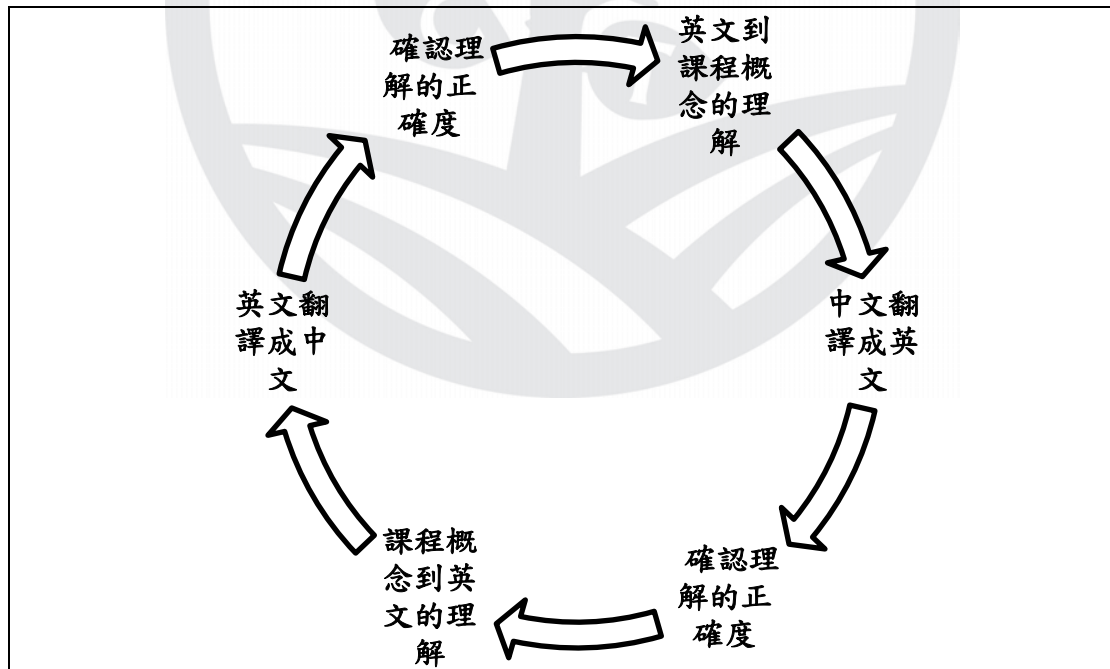 確認理
解的正
確度
英文到
課程概
念的理
解
中文翻
譯成英
文
確認理
解的正
確度
課程概
念到英
文的理
解
英文翻
譯成中
文